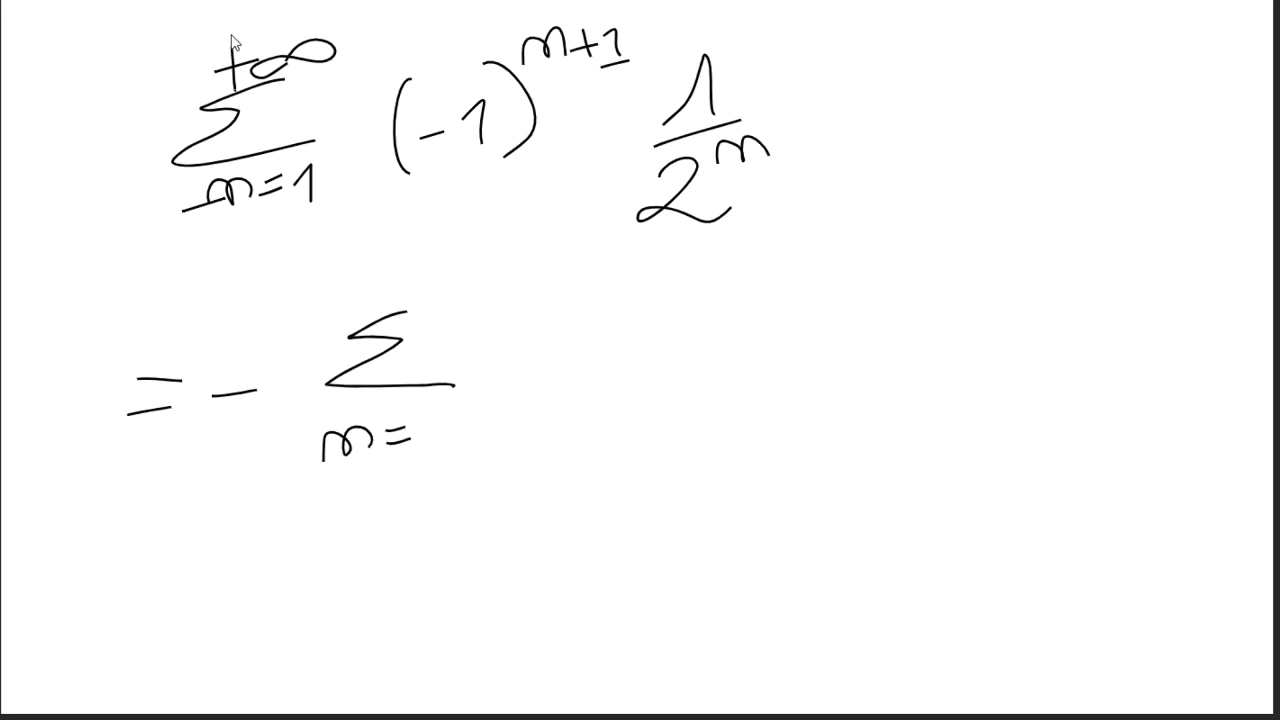 +∞
∑ (-1)^{n+1} 1/2^n
n=1
= - ∑
n=